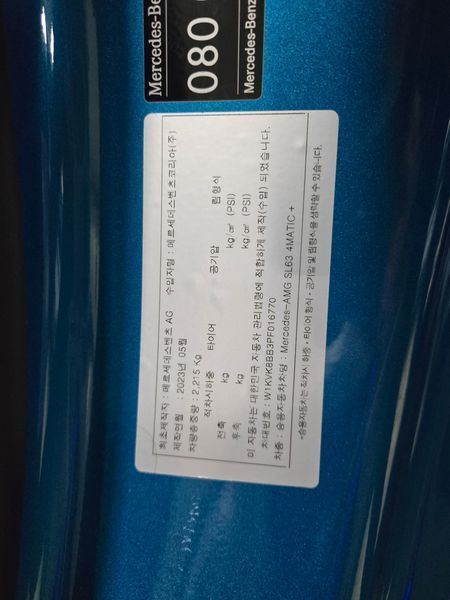 Mercedes-Be
080
Mercedes-Benz
최초제작자 : 메르세데스벤츠 AG 수입자명 : 메르세데스벤츠코리아(주)
제작연월 : 2023년 05월
차량총중량 : 2,215 Kg
적차시하중 타이어 공기압 림형식
전축 kg kg/㎠ (PSI)
후축 kg kg/㎠ (PSI)
이 자동차는 대한민국 자동차 관리법령에 적합하게 제작(수입) 되었습니다.
차대번호 : W1KVK8BB3PF016770
차종 : 승용자동차차명 : Mercedes-AMG SL63 4MATIC +
*승용자동차는 적차시 하중・타이어 형식・공기압 및 림형식을 생략할 수 있습니다.